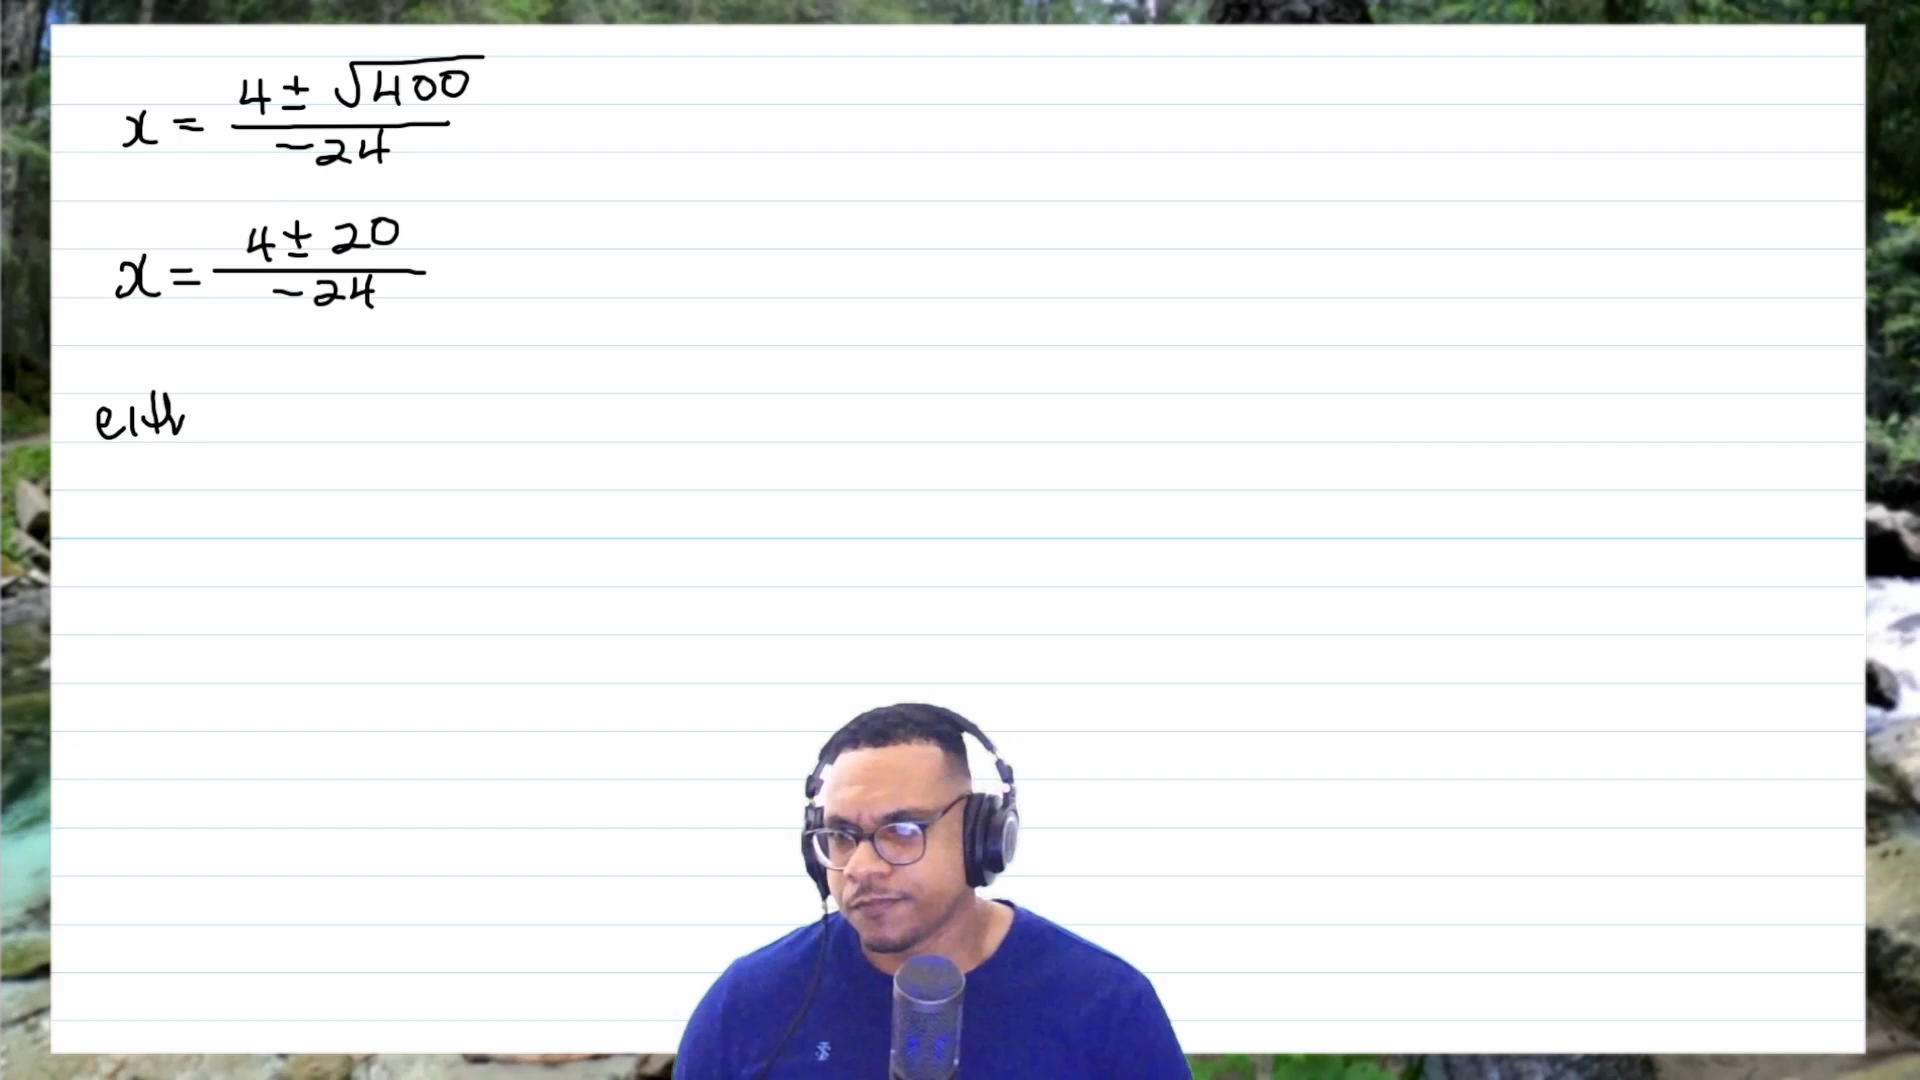 x = (4 ± √400) / -24
x = (4 ± 20) / -24
eith